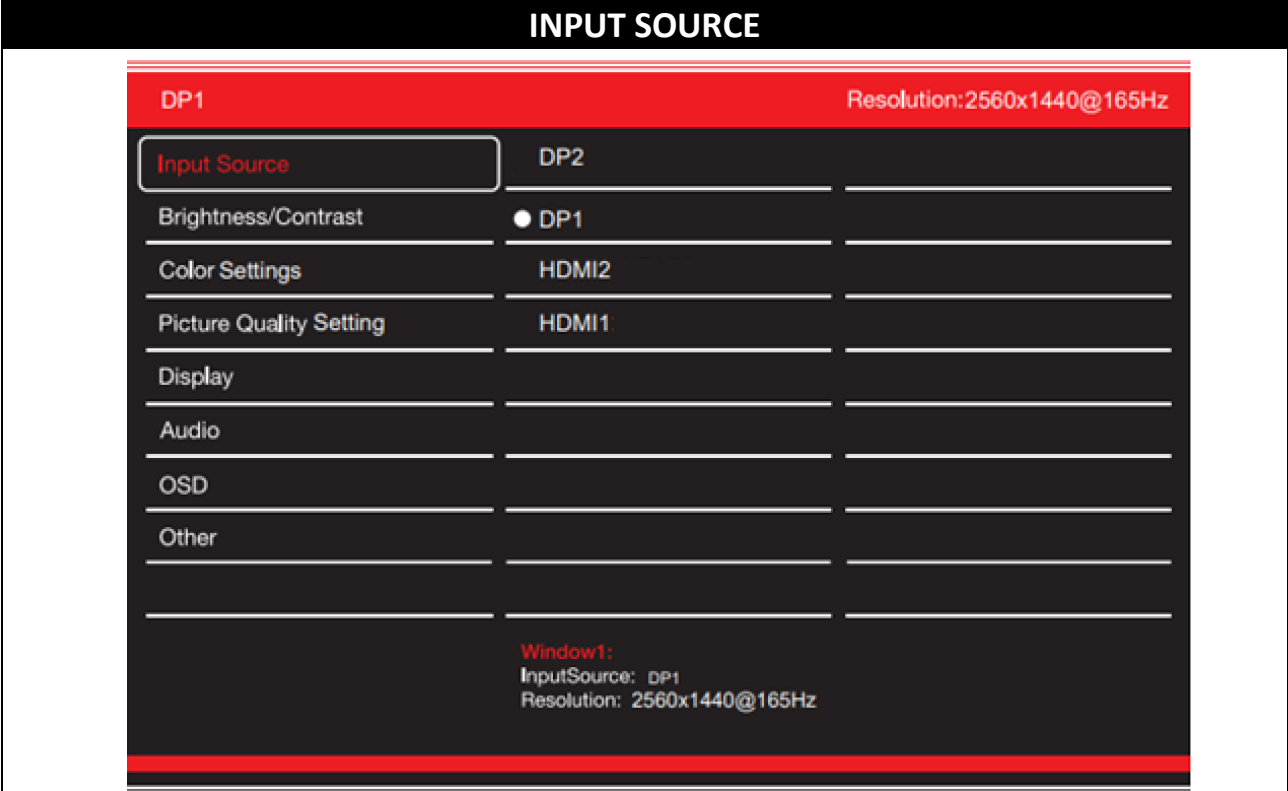 INPUT SOURCE
DP1 Resolution:2560x1440@165Hz
Input Source DP2
Brightness/Contrast DP1
Color Settings HDMI2
Picture Quality Setting HDMI1
Display
Audio
OSD
Other
Window1:
InputSource: DP1
Resolution: 2560x1440@165Hz